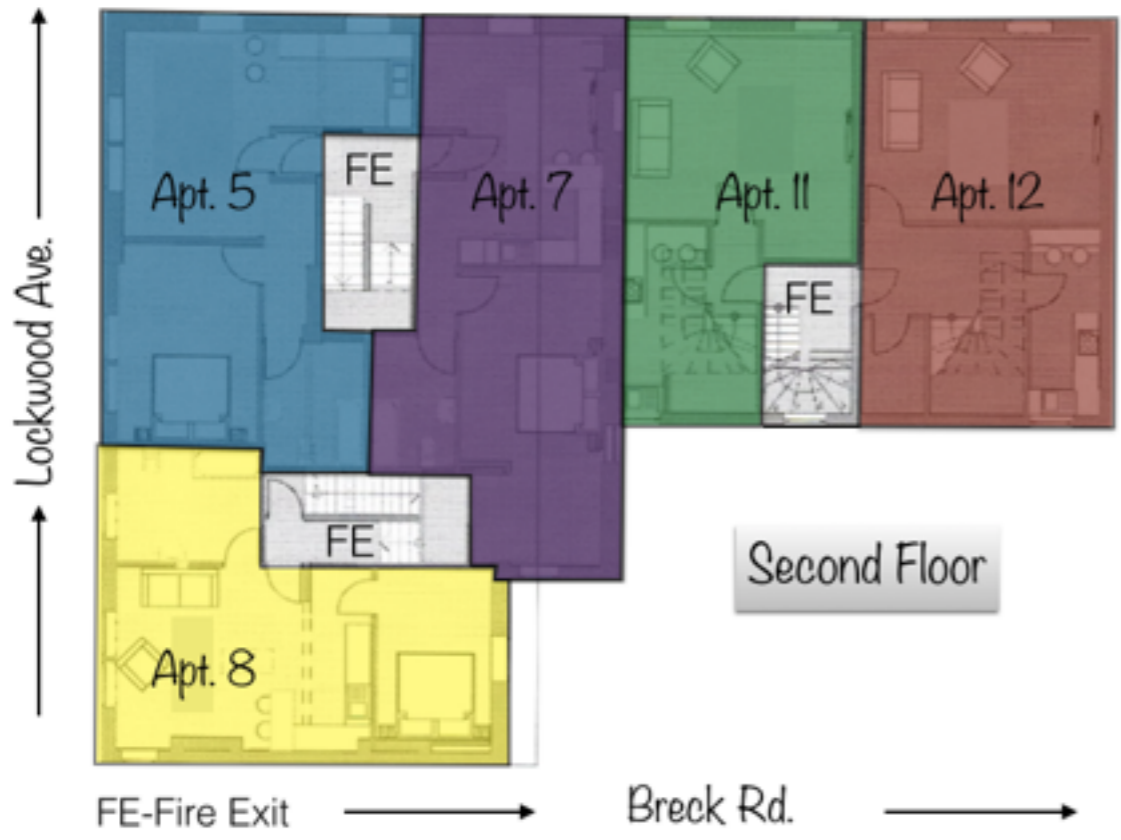 Lockwood Ave.
Apt. 5
FE
Apt. 7
Apt. 11
Apt. 12
FE
FE
Second Floor
Apt. 8
FE-Fire Exit
Breck Rd.